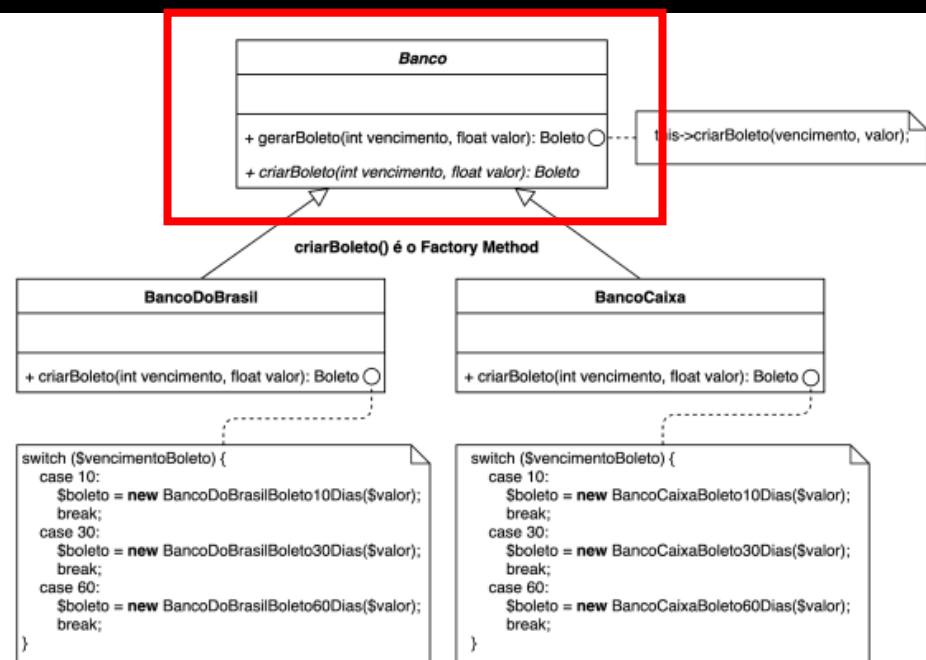 Banco
+ gerarBoleto(int vencimento, float valor): Boleto
this->criarBoleto(vencimento, valor);
+ criarBoleto(int vencimento, float valor): Boleto
criarBoleto() é o Factory Method
BancoDoBrasil
+ criarBoleto(int vencimento, float valor): Boleto
switch ($vencimentoBoleto) {
case 10:
$boleto = new BancoDoBrasilBoleto10Dias($valor);
break;
case 30:
$boleto = new BancoDoBrasilBoleto30Dias($valor);
break;
case 60:
$boleto = new BancoDoBrasilBoleto60Dias($valor);
break;
}
BancoCaixa
+ criarBoleto(int vencimento, float valor): Boleto
switch ($vencimentoBoleto) {
case 10:
$boleto = new BancoCaixaBoleto10Dias($valor);
break;
case 30:
$boleto = new BancoCaixaBoleto30Dias($valor);
break;
case 60:
$boleto = new BancoCaixaBoleto60Dias($valor);
break;
}